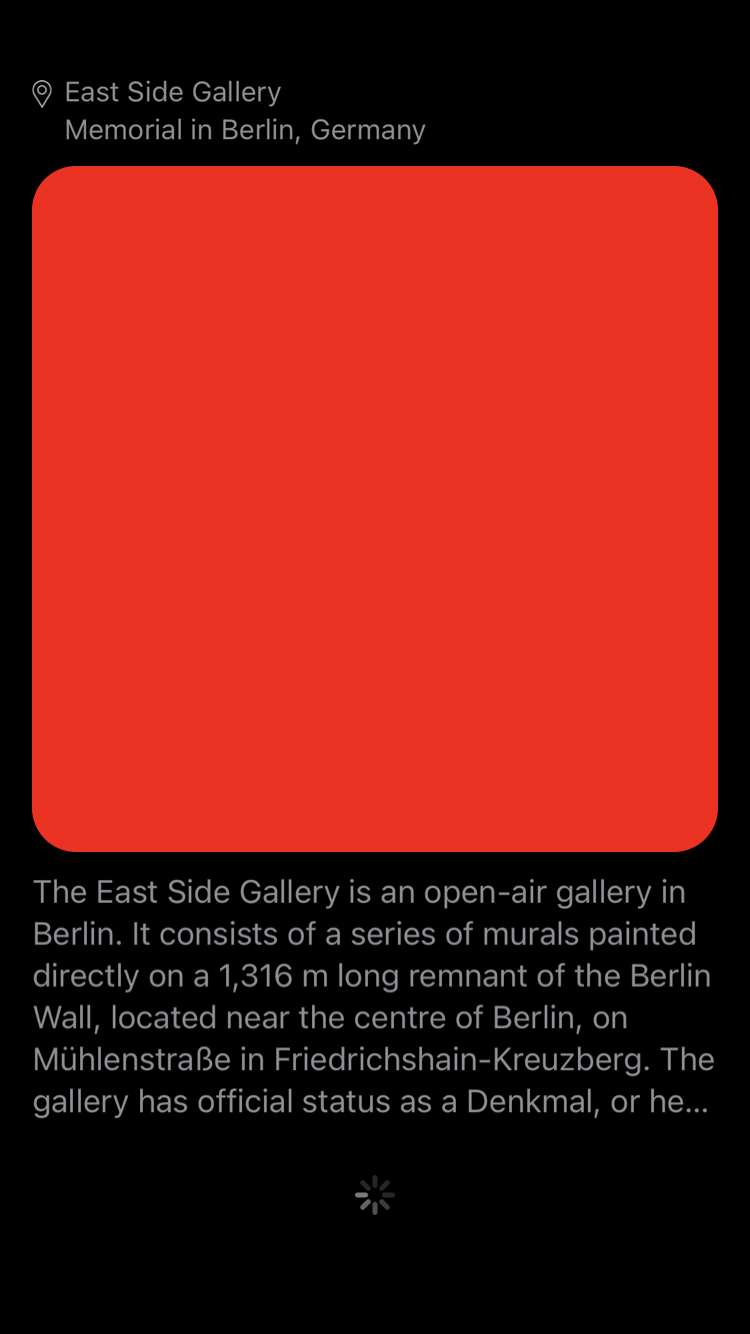 East Side Gallery
Memorial in Berlin, Germany
The East Side Gallery is an open-air gallery in
Berlin. It consists of a series of murals painted
directly on a 1,316 m long remnant of the Berlin
Wall, located near the centre of Berlin, on
Mühlenstraße in Friedrichshain-Kreuzberg. The
gallery has official status as a Denkmal, or he...